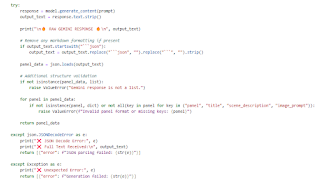 try:
response = model.generate_content(prompt)
output_text = response.text.strip()
print("\n🔥 RAW GEMINI RESPONSE 🔥\n", output_text)
# Remove any markdown formatting if present
if output_text.startswith("```json"):
output_text = output_text.replace("```json", "").replace("```", "").strip()
panel_data = json.loads(output_text)
# additional structure validation
if not isinstance(panel_data, list):
raise ValueError("Gemini response is not a list.")
for panel in panel_data:
if not isinstance(panel, dict) or not all(key in panel for key in ("panel", "title", "scene_description", "image_prompt")):
raise ValueError(f"Invalid panel format or missing keys: {panel}")
return panel_data
except json.JSONDecodeError as e:
print("❌ JSON Decode Error:", e)
print("❌ Full Text Received:\n", output_text)
return [{"error": f"JSON Parsing Failed: {str(e)}"}]
except Exception as e:
print("❌ Unexpected Error:", e)
return [{"error": f"Generation Failed: {str(e)}"}]